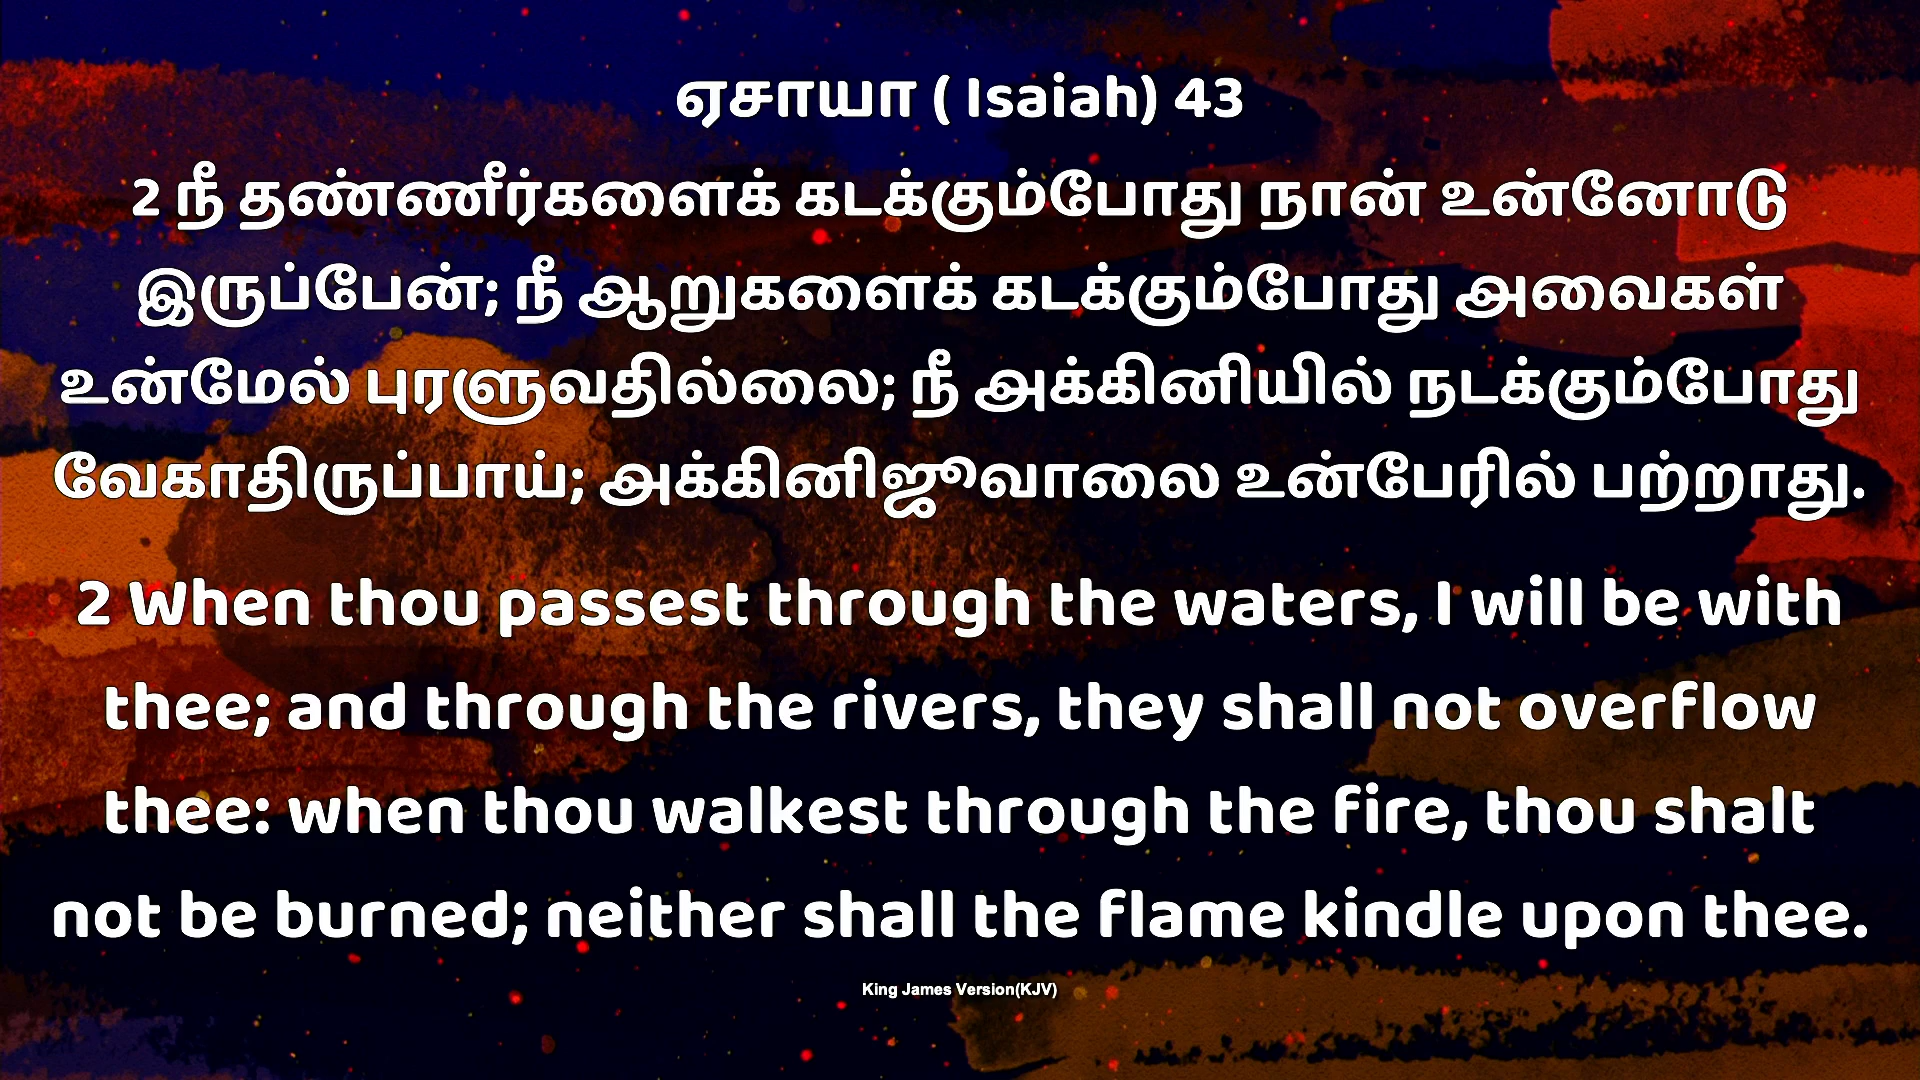 ஏசாயா ( Isaiah) 43
2 நீ தண்ணீர்களைக் கடக்கும்போது நான் உன்னோடு
இருப்பேன்; நீ ஆறுகளைக் கடக்கும்போது அவைகள்
உன்மேல் புரளுவதில்லை; நீ அக்கினியில் நடக்கும்போது
வேகாதிருப்பாய்; அக்கினிஜூவாலை உன்பேரில் பற்றாது.
2 When thou passest through the waters, I will be with
thee; and through the rivers, they shall not overflow
thee: when thou walkest through the fire, thou shalt
not be burned; neither shall the flame kindle upon thee.
King James Version(KJV)